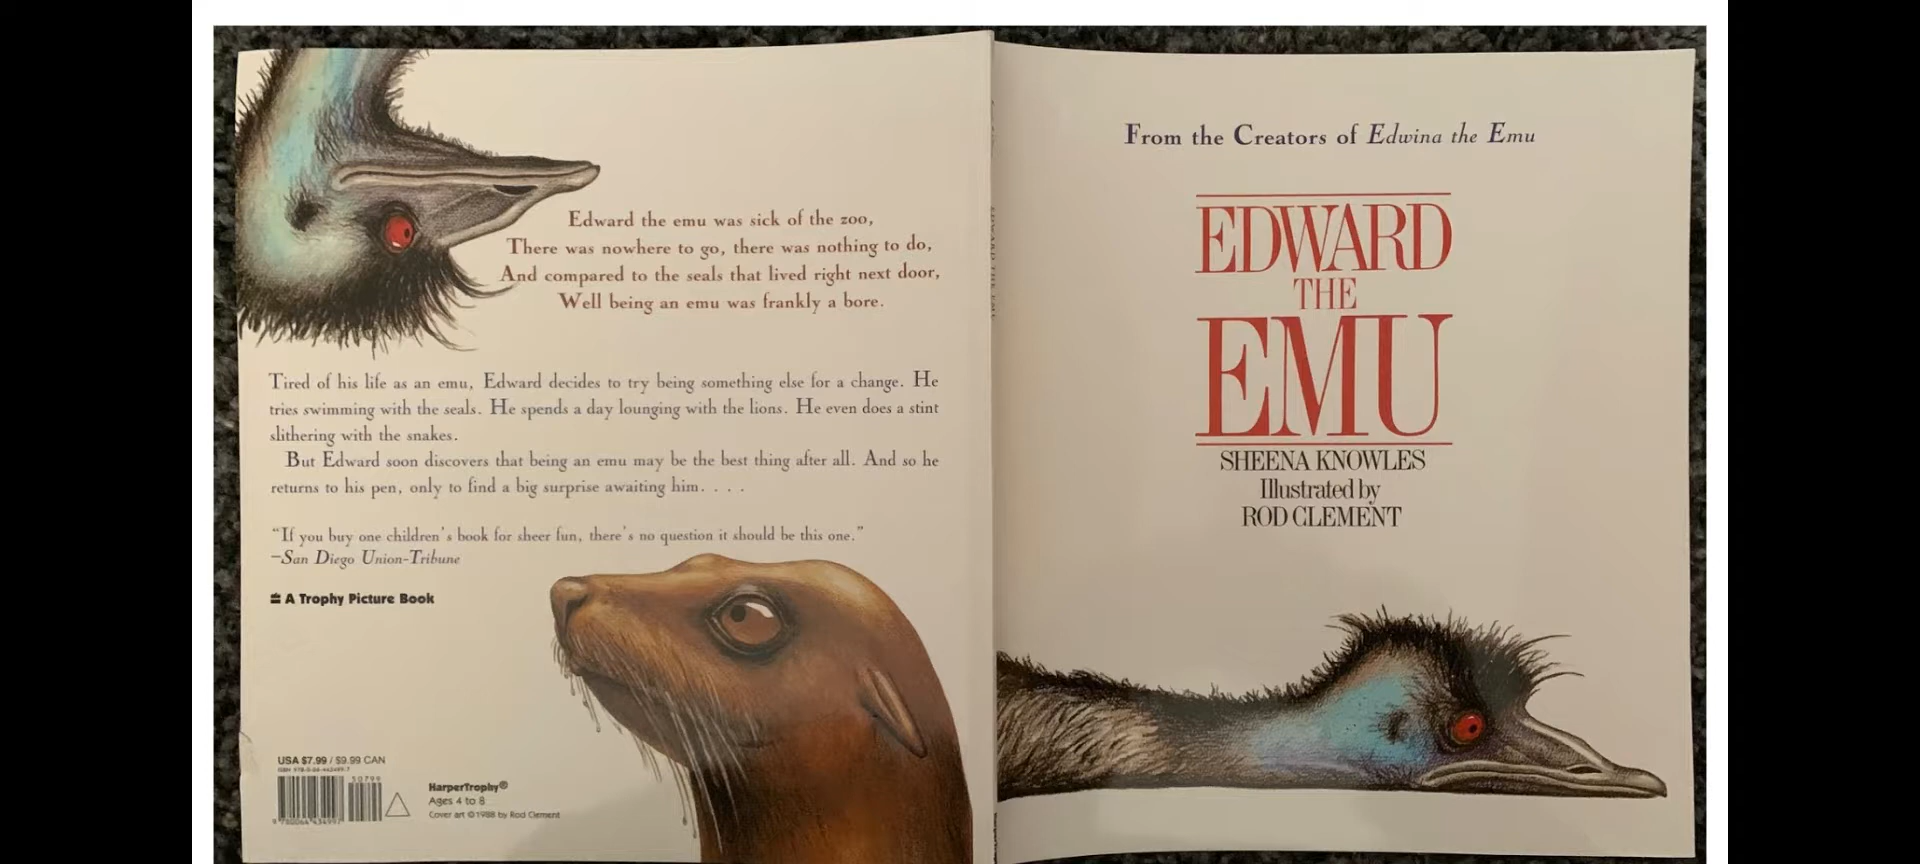 Edward the emu was sick of the zoo,
There was nowhere to go, there was nothing to do,
And compared to the seals that lived right next door,
Well being an emu was frankly a bore.
Tired of his life as an emu, Edward decides to try being something else for a change. He
tries swimming with the seals. He spends a day lounging with the lions. He even does a stint
slithering with the snakes.
But Edward soon discovers that being an emu may be the best thing after all. And so he
returns to his pen, only to find a big surprise awaiting him. . . .
"If you buy one children's book for sheer fun, there's no question it should be this one."
—San Diego Union-Tribune
A Trophy Picture Book
USA $7.99 / $9.99 CAN
50799
HarperTrophy®
Ages 4 to 8
Cover art ©1988 by Rod Clement
From the Creators of Edwina the Emu
EDWARD
THE
EMU
SHEENA KNOWLES
Illustrated by
ROD CLEMENT